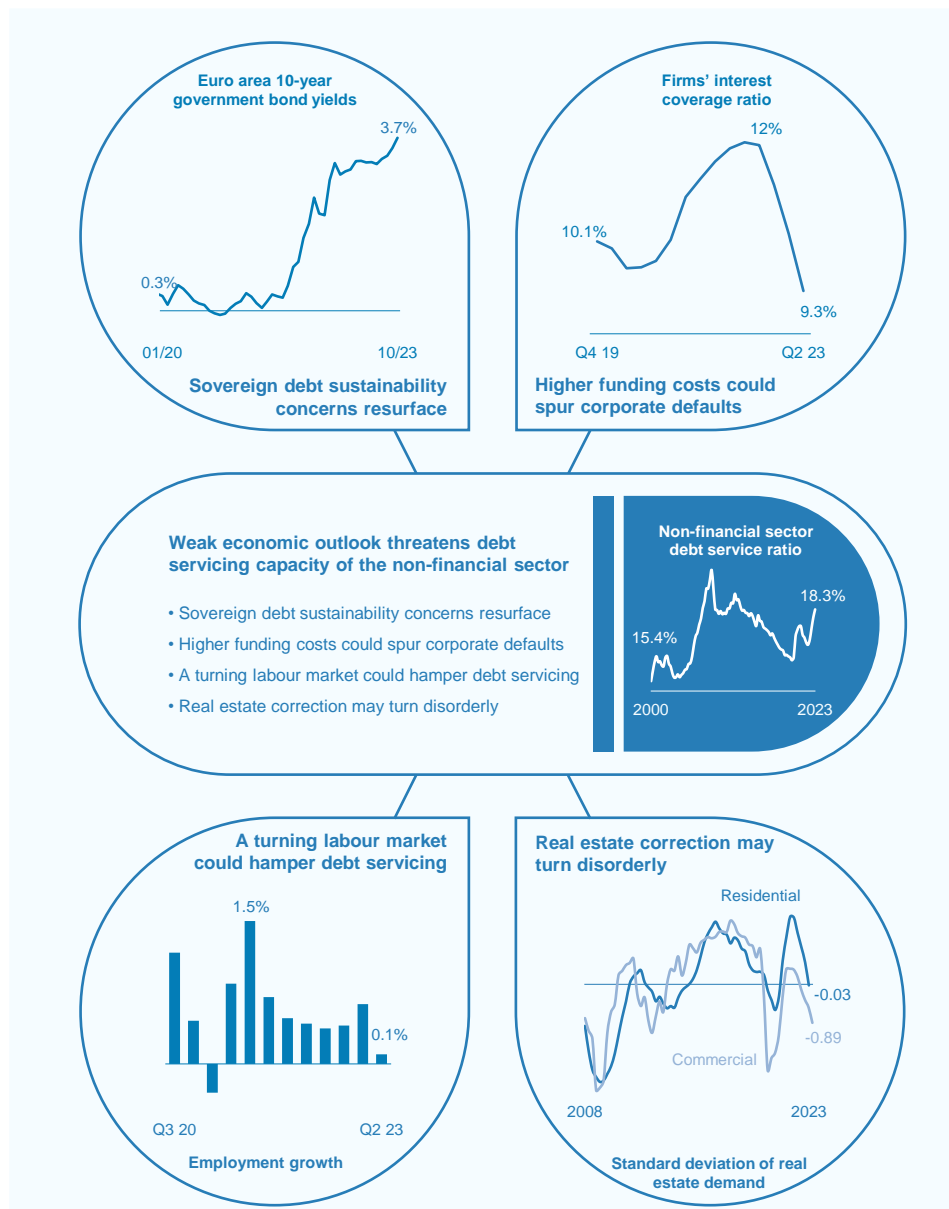 Euro area 10-year
government bond yields
3.7%
0.3%
01/20
10/23
Sovereign debt sustainability
concerns resurface
Firms' interest
coverage ratio
12%
10.1%
9.3%
Q4 19
Q2 23
Higher funding costs could
spur corporate defaults
Weak economic outlook threatens debt
servicing capacity of the non-financial sector
• Sovereign debt sustainability concerns resurface
• Higher funding costs could spur corporate defaults
• A turning labour market could hamper debt servicing
• Real estate correction may turn disorderly
Non-financial sector
debt service ratio
18.3%
15.4%
2000
2023
A turning labour market
could hamper debt servicing
1.5%
0.1%
Q3 20
Q2 23
Employment growth
Real estate correction may
turn disorderly
Residential
-0.03
-0.89
Commercial
2008
2023
Standard deviation of real
estate demand